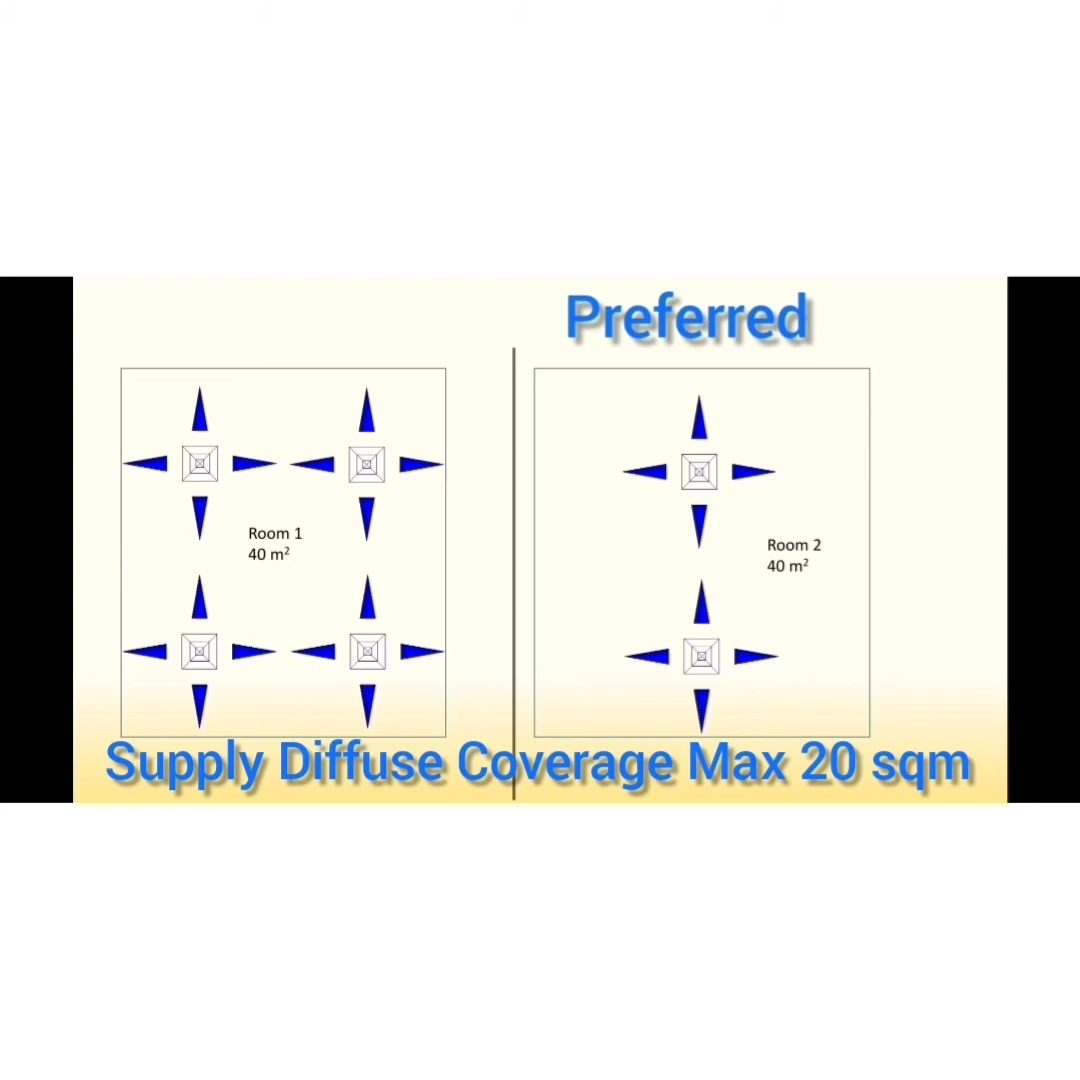 Preferred
Room 1
40 m²
Room 2
40 m²
Supply Diffuse Coverage Max 20 sqm